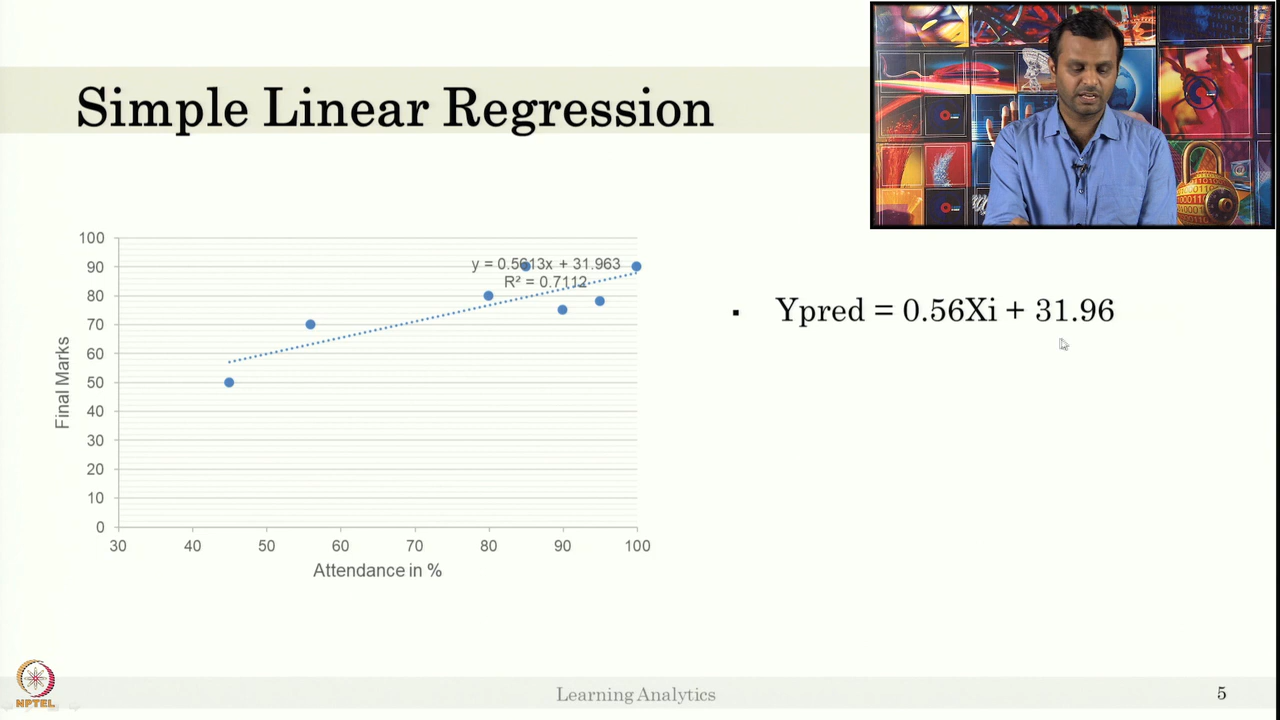 Simple Linear Regression
100
90
80
70
60
50
40
30
20
10
0
Final Marks
y = 0.5613x + 31.963
R² = 0.7112
30 40 50 60 70 80 90 100
Attendance in %
▪ Ypred = 0.56Xi + 31.96
NPTEL
Learning Analytics
5